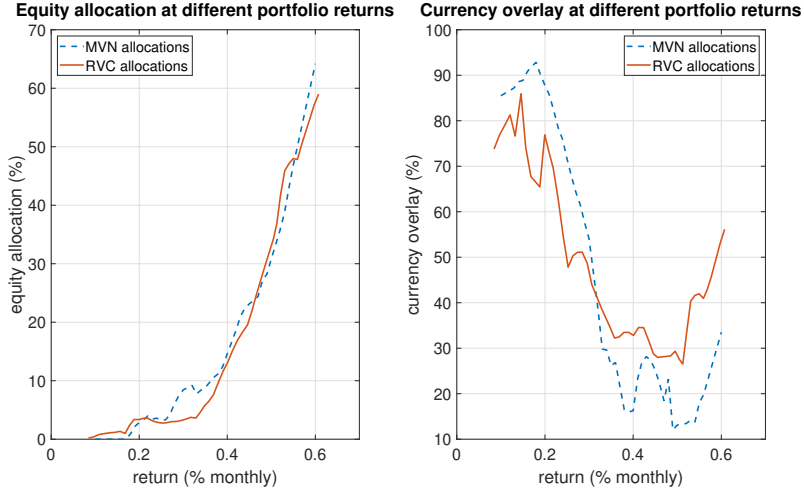 Equity allocation at different portfolio returns
MVN allocations
RVC allocations
70
60
50
40
30
20
10
0
equity allocation (%)
0
0.2
0.4
0.6
return (% monthly)
Currency overlay at different portfolio returns
MVN allocations
RVC allocations
100
90
80
70
60
50
40
30
20
10
currency overlay (%)
0
0.2
0.4
0.6
return (% monthly)